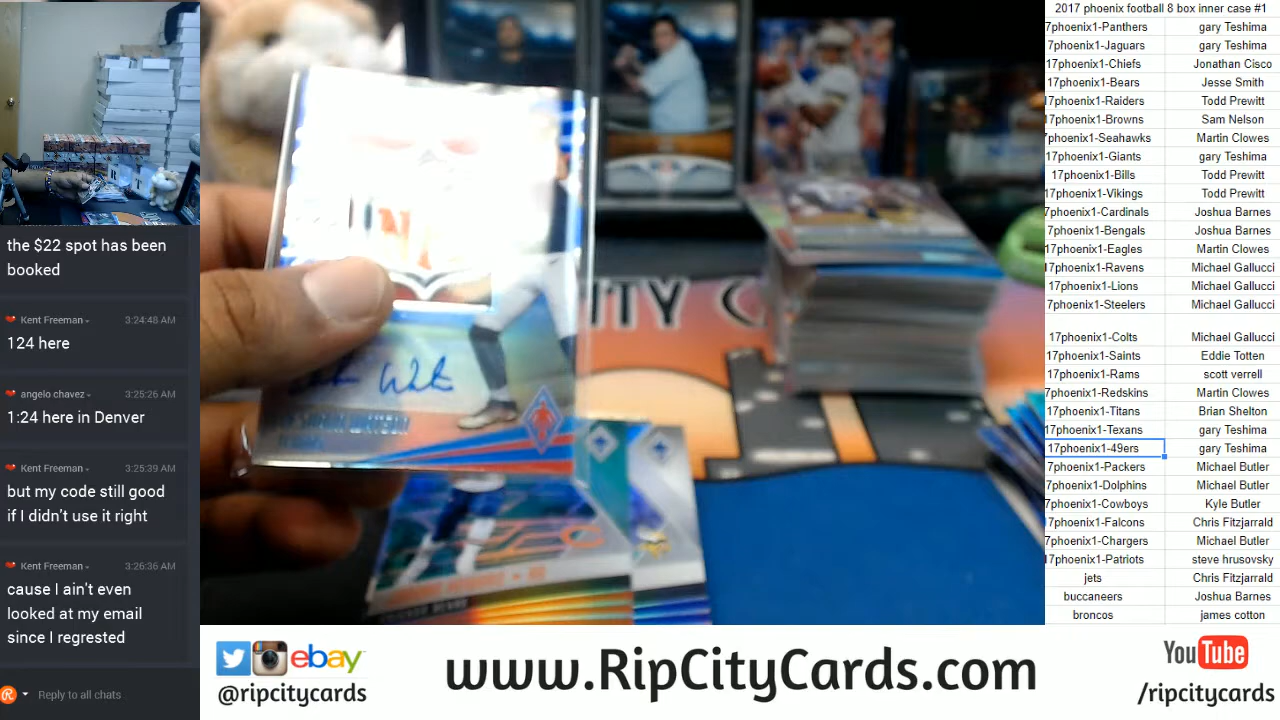 the $22 spot has been
booked
Kent Freeman
3:24:48 AM
124 here
angelo chavez
3:25:26 AM
1:24 here in Denver
Kent Freeman
3:25:39 AM
but my code still good
if I didn't use it right
Kent Freeman
3:26:36 AM
cause I ain't even
looked at my email
since I regrested
Reply to all chats
ITY C
2017 phoenix football 8 box inner case #1
7phoenix1-Panthers gary Teshima
7phoenix1-Jaguars gary Teshima
17phoenix1-Chiefs Jonathan Cisco
17phoenix1-Bears Jesse Smith
17phoenix1-Raiders Todd Prewitt
17phoenix1-Browns Sam Nelson
7phoenix1-Seahawks Martin Clowes
17phoenix1-Giants gary Teshima
17phoenix1-Bills Todd Prewitt
17phoenix1-Vikings Todd Prewitt
7phoenix1-Cardinals Joshua Barnes
7phoenix1-Bengals Joshua Barnes
17phoenix1-Eagles Martin Clowes
17phoenix1-Ravens Michael Gallucci
17phoenix1-Lions Michael Gallucci
7phoenix1-Steelers Michael Gallucci
17phoenix1-Colts Michael Gallucci
17phoenix1-Saints Eddie Totten
17phoenix1-Rams scott verrell
7phoenix1-Redskins Martin Clowes
17phoenix1-Titans Brian Shelton
17phoenix1-Texans gary Teshima
17phoenix1-49ers gary Teshima
7phoenix1-Packers Michael Butler
7phoenix1-Dolphins Michael Butler
7phoenix1-Cowboys Kyle Butler
17phoenix1-Falcons Chris Fitzjarrald
7phoenix1-Chargers Michael Butler
17phoenix1-Patriots steve hrusovsky
jets Chris Fitzjarrald
buccaneers Joshua Barnes
broncos james cotton
ebay
@ripcitycards
www.RipCityCards.com
YouTube
/ripcitycards